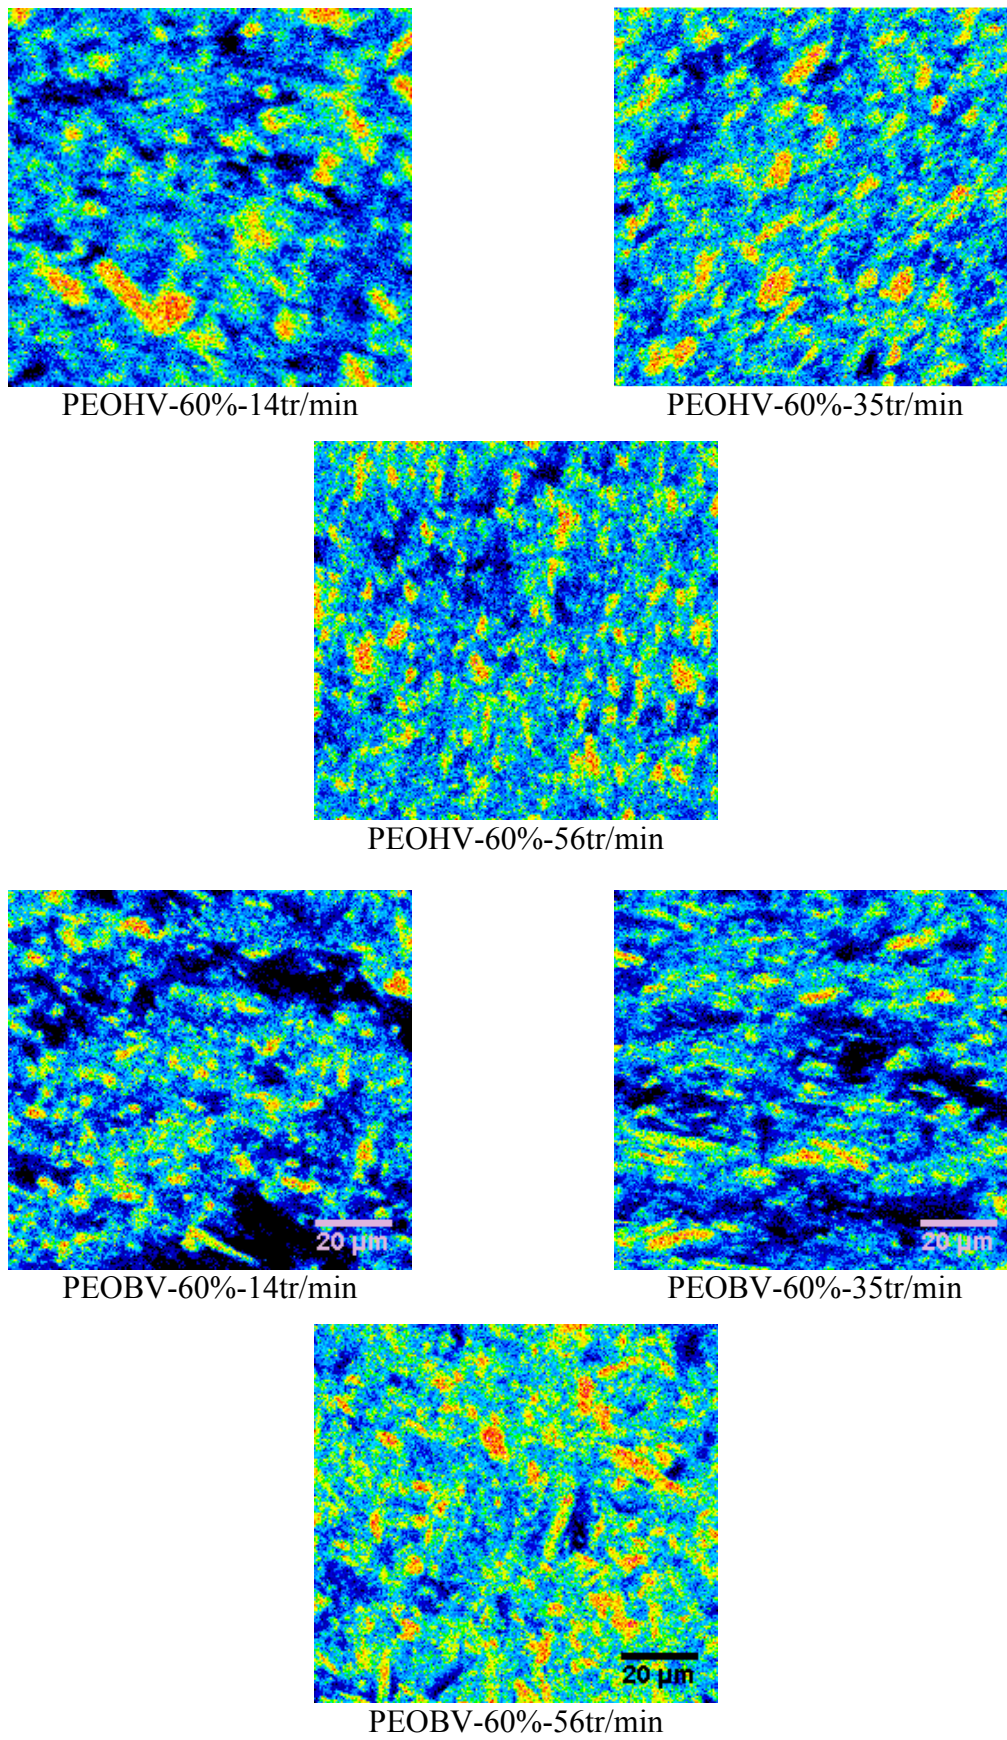 PEOHV-60%-14tr/min
PEOHV-60%-35tr/min
PEOHV-60%-56tr/min
20 µm
20 µm
PEOBV-60%-14tr/min
PEOBV-60%-35tr/min
20 µm
PEOBV-60%-56tr/min